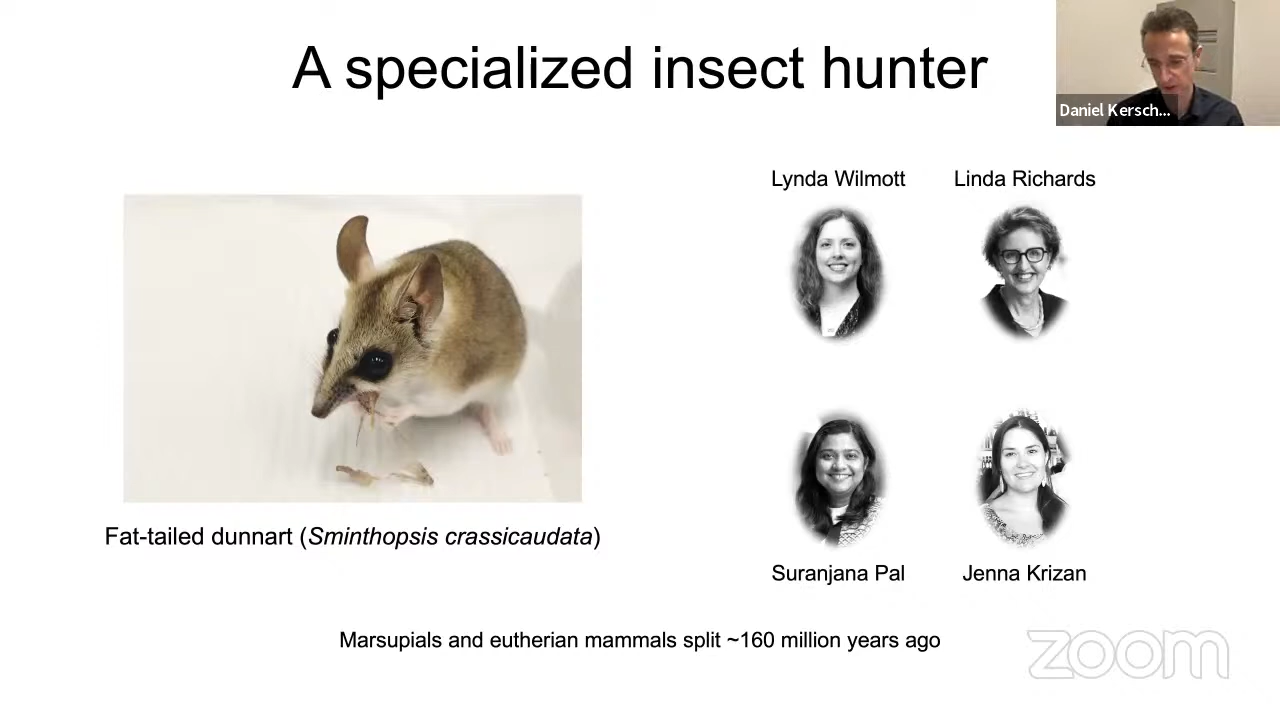 A specialized insect hunter
Daniel Kersch...
Lynda Wilmott
Linda Richards
Fat-tailed dunnart (Sminthopsis crassicaudata)
Suranjana Pal
Jenna Krizan
Marsupials and eutherian mammals split ~160 million years ago
zoom